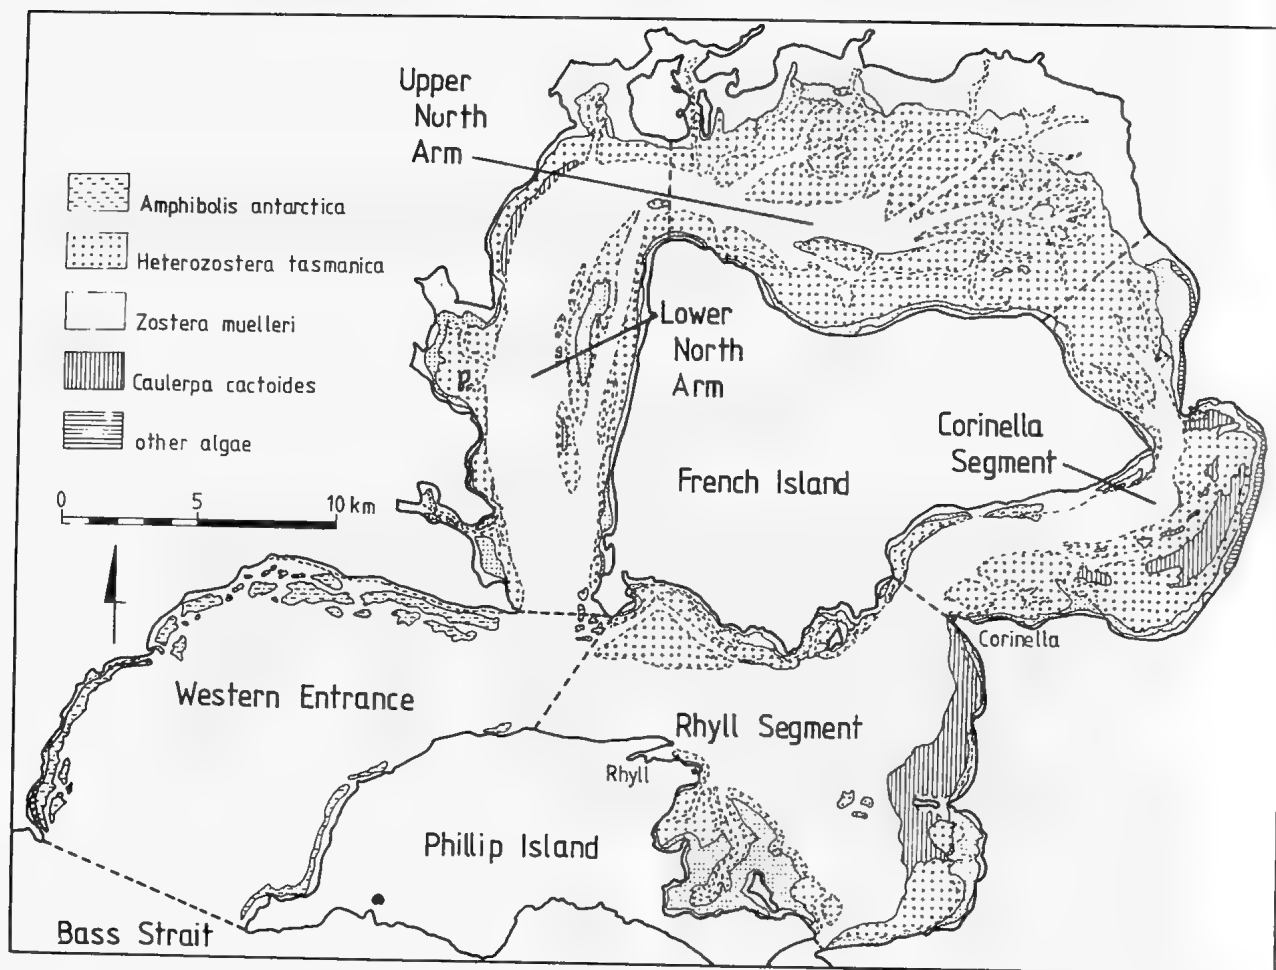 Upper
North
Arm
Amphibolis antarctica
Heterozostera tasmanica
Zostera muelleri
Caulerpa cactoides
other algae
0 5 10 km
Lower
North
Arm
Corinella
Segment
French Island
Corinella
Western Entrance
Rhyll Segment
Rhyll
Phillip Island
Bass Strait